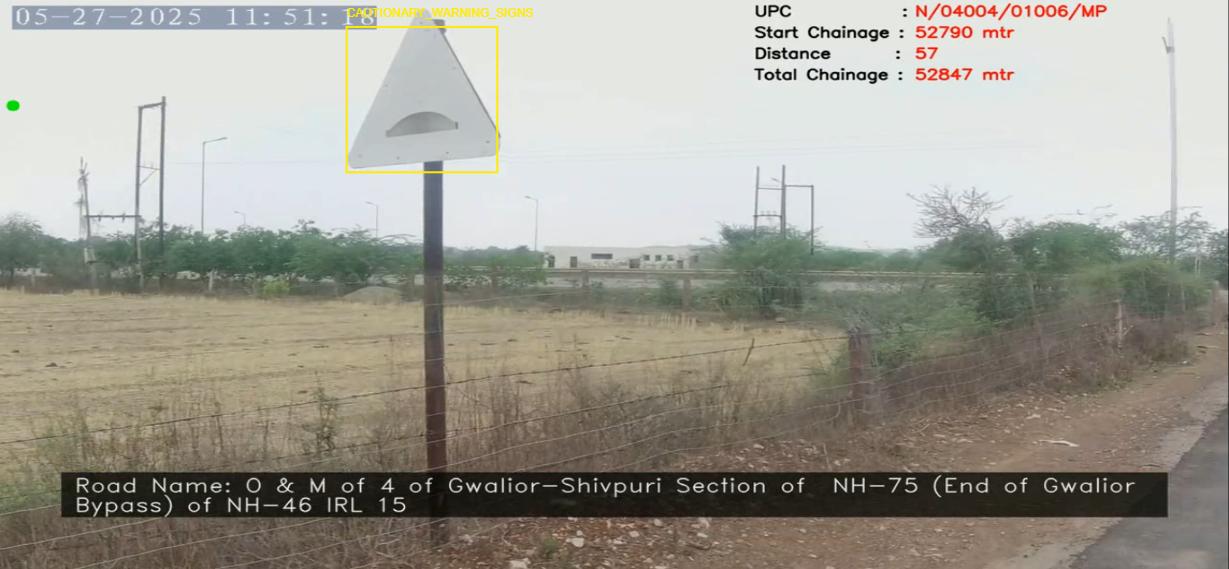 05-27-2025 11:51:18
CAUTIONARY_WARNING_SIGNS
UPC : N/04004/01006/MP
Start Chainage : 52790 mtr
Distance : 57
Total Chainage : 52847 mtr
Road Name: O & M of 4 of Gwalior-Shivpuri Section of NH-75 (End of Gwalior
Bypass) of NH-46 IRL 15